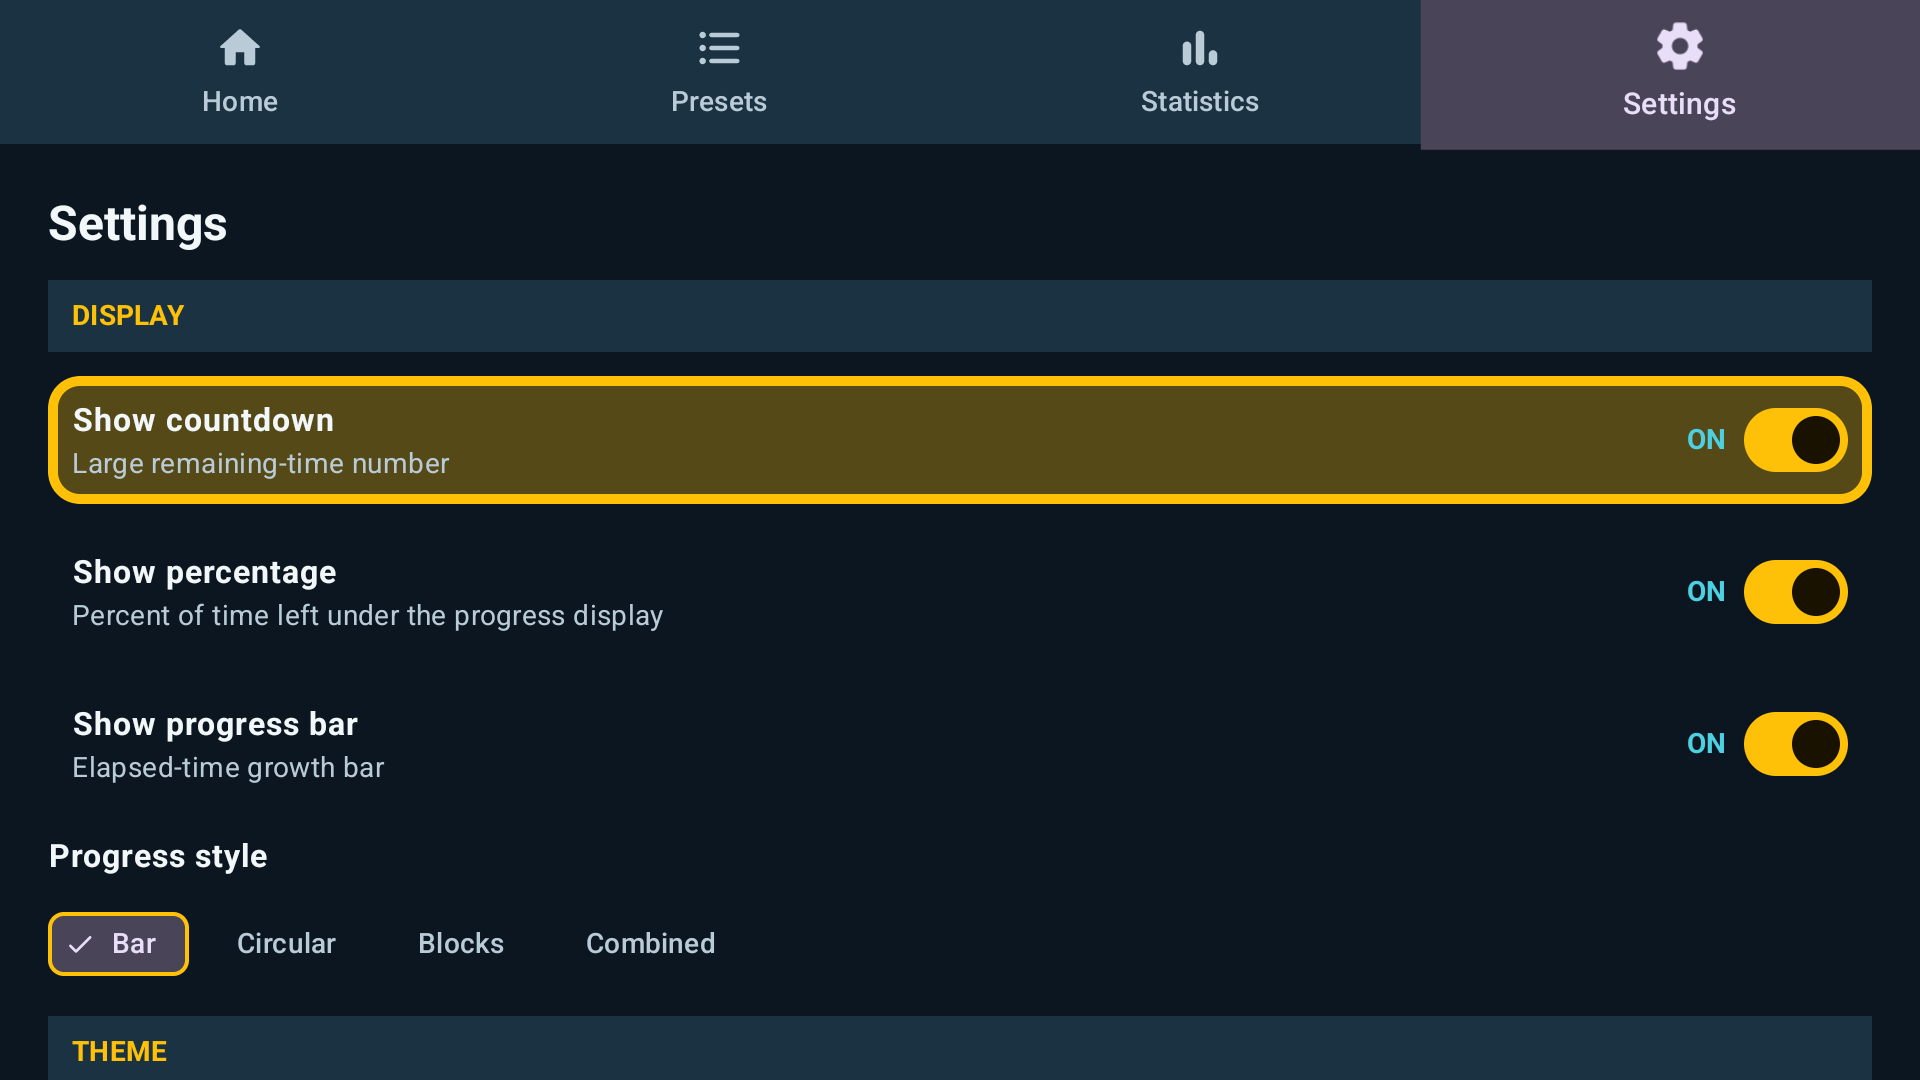 Home
Presets
Statistics
Settings
Settings
DISPLAY
Show countdown
Large remaining-time number
ON
Show percentage
Percent of time left under the progress display
ON
Show progress bar
Elapsed-time growth bar
ON
Progress style
Bar
Circular
Blocks
Combined
THEME